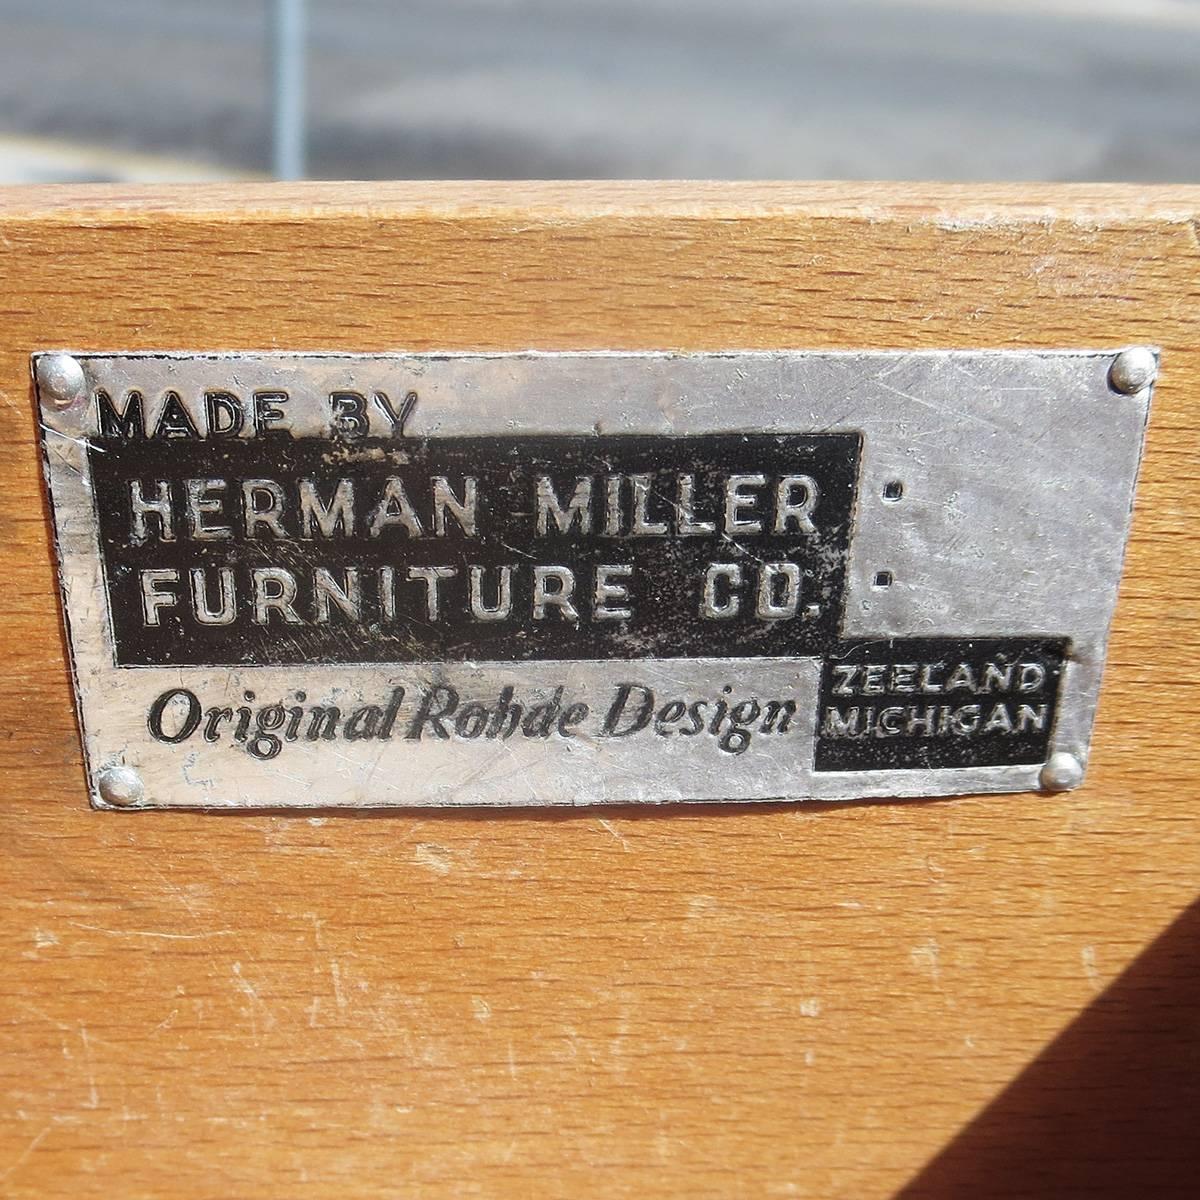 MADE BY
HERMAN MILLER
FURNITURE CO.
Original Rohde Design
ZEELAND
MICHIGAN